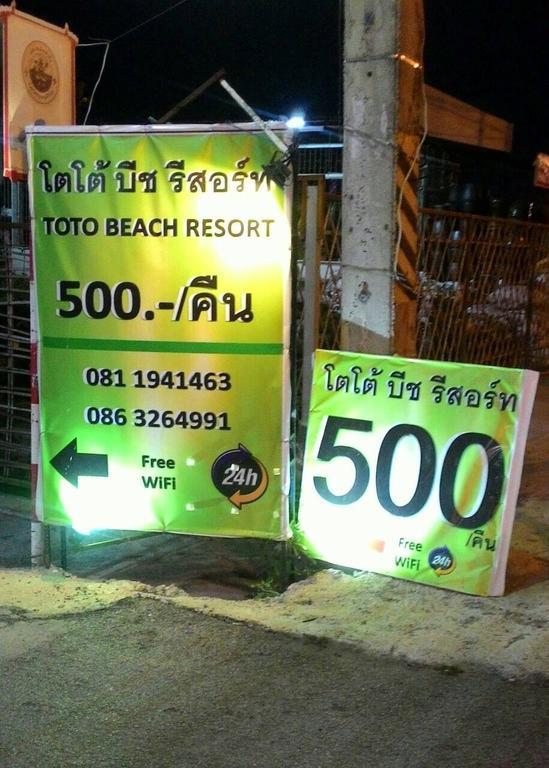 โตโต้ บีช รีสอร์ท
TOTO BEACH RESORT
500.-/คืน
081 1941463
086 3264991
Free
WiFi
24h
โตโต้ บีช รีสอร์ท
500
/คืน
Free
WiFi
24h